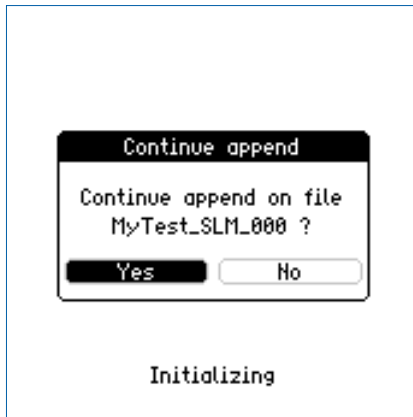 Continue append
Continue append on file
MyTest_SLM_000 ?
Yes No
Initializing